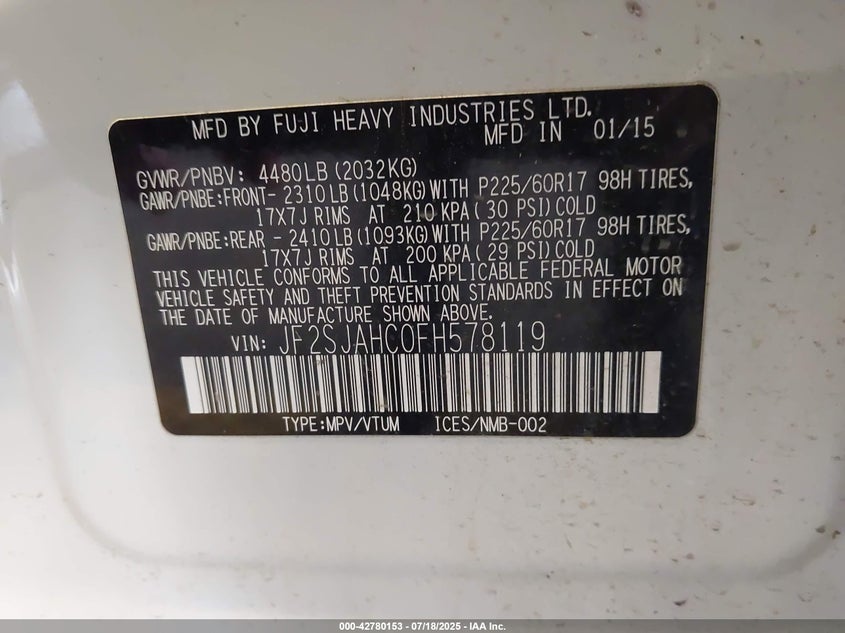 MFD BY FUJI HEAVY INDUSTRIES LTD.
MFD IN 01/15
GVWR/PNBV: 4480LB (2032KG)
GAWR/PNBE:FRONT- 2310LB (1048KG) WITH P225/60R17 98H TIRES,
17X7J RIMS AT 210 KPA ( 30 PSI) COLD
GAWR/PNBE:REAR - 2410LB (1093KG) WITH P225/60R17 98H TIRES,
17X7J RIMS AT 200 KPA ( 29 PSI) COLD
THIS VEHICLE CONFORMS TO ALL APPLICABLE FEDERAL MOTOR
VEHICLE SAFETY AND THEFT PREVENTION STANDARDS IN EFFECT ON
THE DATE OF MANUFACTURE SHOWN ABOVE.
VIN: JF2SJAHC0FH578119
TYPE:MPV/VTUM ICES/NMB-002
000-42780153 - 07/18/2025 - IAA Inc.